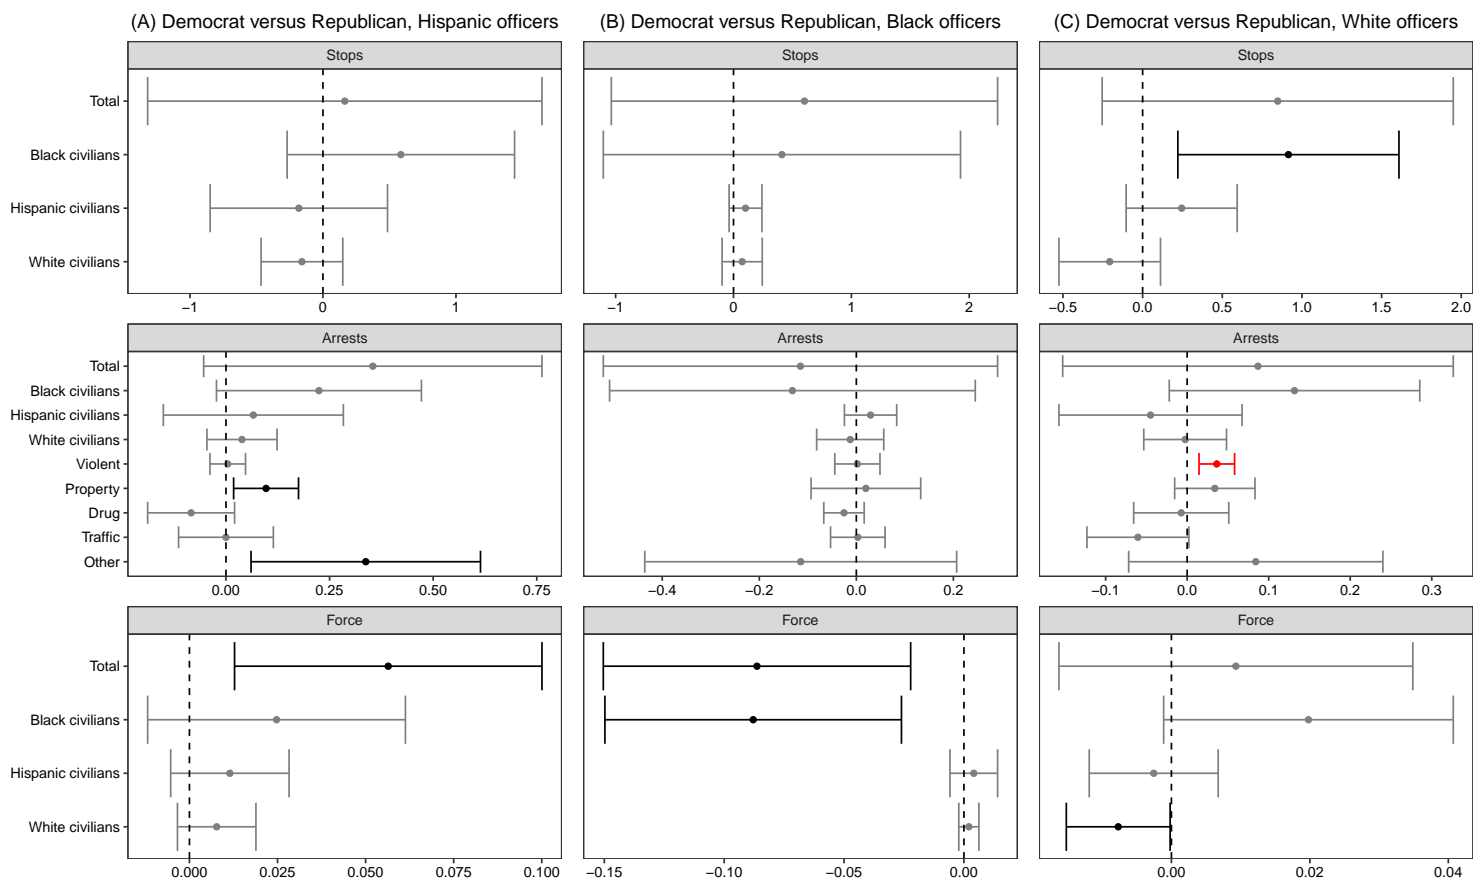 (A) Democrat versus Republican, Hispanic officers
(B) Democrat versus Republican, Black officers
(C) Democrat versus Republican, White officers
Stops
Stops
Stops
Total
Black civilians
Hispanic civilians
White civilians
−1 0 1
−1 0 1 2
−0.5 0.0 0.5 1.0 1.5 2.0
Arrests
Arrests
Arrests
Total
Black civilians
Hispanic civilians
White civilians
Violent
Property
Drug
Traffic
Other
0.00 0.25 0.50 0.75
−0.4 −0.2 0.0 0.2
−0.1 0.0 0.1 0.2 0.3
Force
Force
Force
Total
Black civilians
Hispanic civilians
White civilians
0.000 0.025 0.050 0.075 0.100
−0.15 −0.10 −0.05 0.00
0.00 0.02 0.04